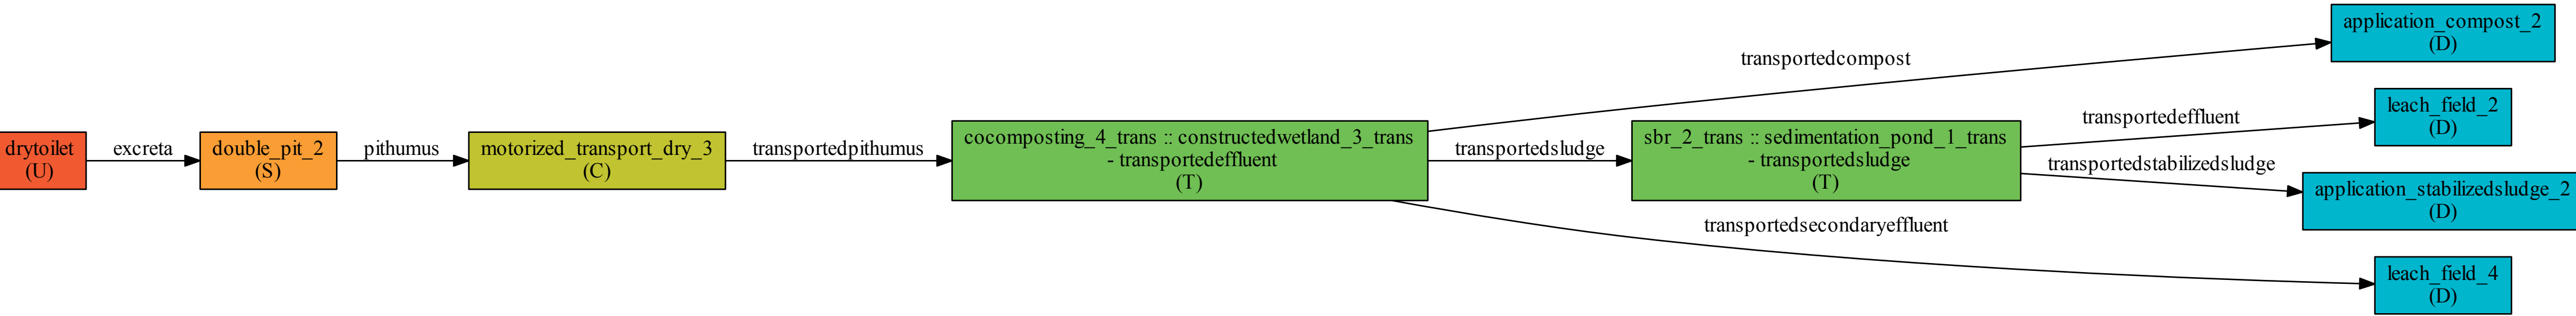 drytoilet
(U)
excreta
double_pit_2
(S)
pithumus
motorized_transport_dry_3
(C)
transportedpithumus
cocomposting_4_trans :: constructedwetland_3_trans
- transportedeffluent
(T)
transportedcompost
transportedsludge
transportedsecondaryeffluent
sbr_2_trans :: sedimentation_pond_1_trans
- transportedsludge
(T)
transportedeffluent
transportedstabilizedsludge
application_compost_2
(D)
leach_field_2
(D)
application_stabilizedsludge_2
(D)
leach_field_4
(D)